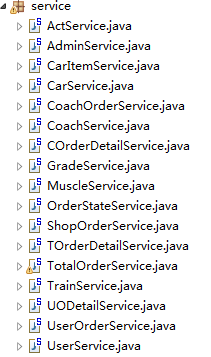 service
ActService.java
AdminService.java
CarItemService.java
CarService.java
CoachOrderService.java
CoachService.java
COrderDetailService.java
GradeService.java
MuscleService.java
OrderStateService.java
ShopOrderService.java
TOrderDetailService.java
TotalOrderService.java
TrainService.java
UODetailService.java
UserOrderService.java
UserService.java